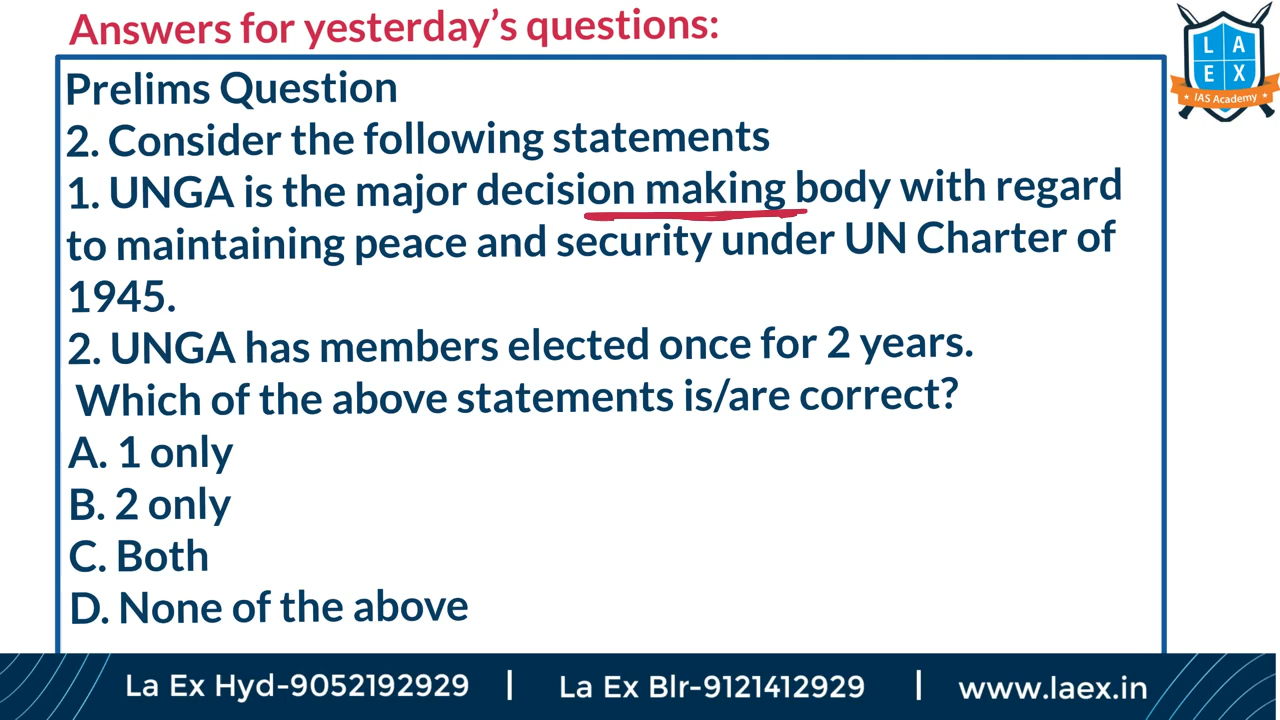 Answers for yesterday's questions:
L A
E X
IAS Academy
Prelims Question
2. Consider the following statements
1. UNGA is the major decision making body with regard
to maintaining peace and security under UN Charter of
1945.
2. UNGA has members elected once for 2 years.
Which of the above statements is/are correct?
A. 1 only
B. 2 only
C. Both
D. None of the above
La Ex Hyd-9052192929 | La Ex Blr-9121412929 | www.laex.in